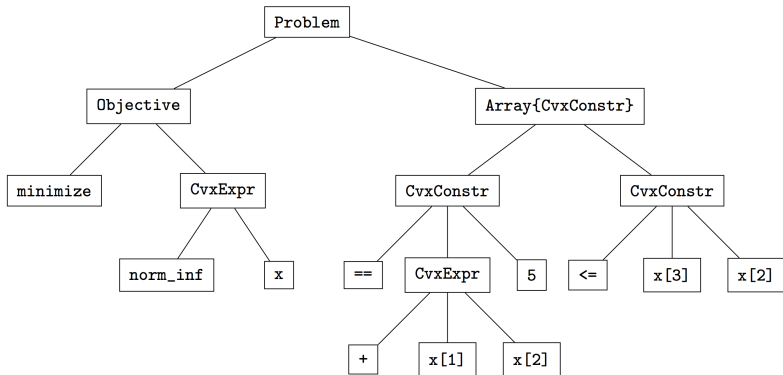 Problem
Objective
Array{CvxConstr}
minimize
CvxExpr
CvxConstr
CvxConstr
norm_inf
x
==
CvxExpr
5
<=
x[3]
x[2]
+
x[1]
x[2]